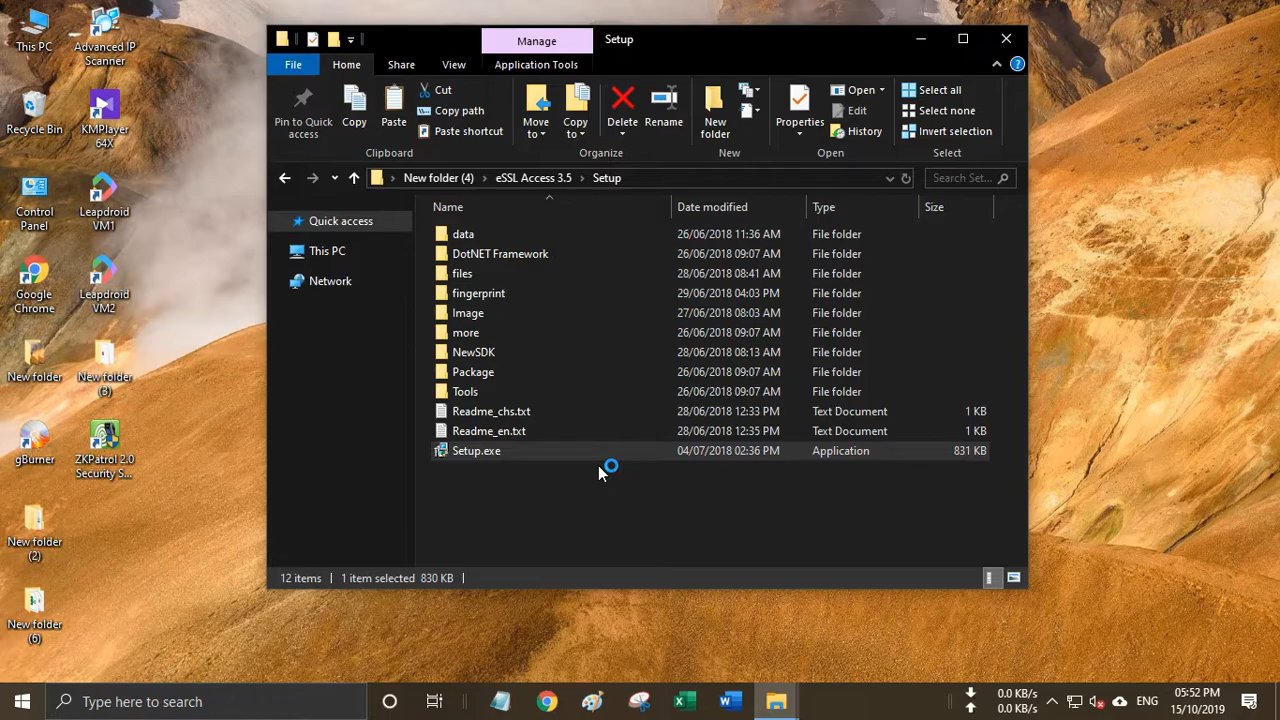 This PC
Advanced IP
Scanner
Recycle Bin
KMPlayer
64X
Control
Panel
Leapdroid
VM1
Google
Chrome
Leapdroid
VM2
New folder
New folder
(3)
gBurner
ZKPatrol 2.0
Security S...
New folder
(2)
New folder
(6)
Manage
Setup
File
Home
Share
View
Application Tools
Pin to Quick
access
Copy
Paste
Cut
Copy path
Paste shortcut
Clipboard
Move
to
Copy
to
Delete
Rename
Organize
New
folder
New
Properties
Open
Edit
History
Open
Select all
Select none
Invert selection
Select
New folder (4) > eSSL Access 3.5 > Setup
Search Set...
Quick access
This PC
Network
Name Date modified Type Size
data 26/06/2018 11:36 AM File folder
DotNET Framework 26/06/2018 09:07 AM File folder
files 28/06/2018 08:41 AM File folder
fingerprint 29/06/2018 04:03 PM File folder
Image 27/06/2018 08:03 AM File folder
more 26/06/2018 09:07 AM File folder
NewSDK 28/06/2018 08:13 AM File folder
Package 26/06/2018 09:07 AM File folder
Tools 26/06/2018 09:07 AM File folder
Readme_chs.txt 28/06/2018 12:33 PM Text Document 1 KB
Readme_en.txt 28/06/2018 12:35 PM Text Document 1 KB
Setup.exe 04/07/2018 02:36 PM Application 831 KB
12 items 1 item selected 830 KB
Type here to search
0.0 KB/s
0.0 KB/s
ENG
05:52 PM
15/10/2019